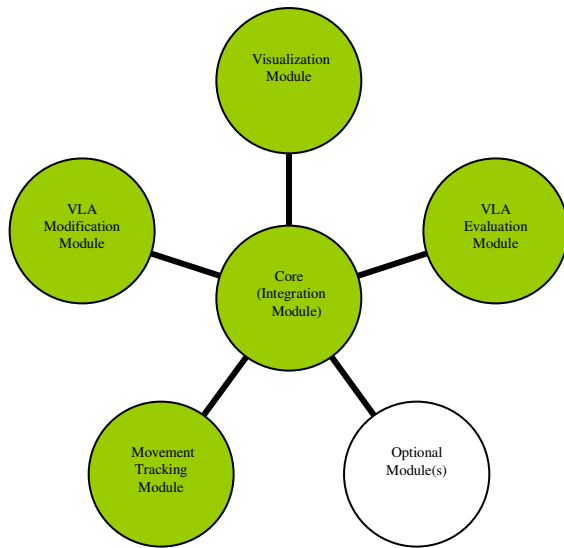 Visualization
Module
VLA
Modification
Module
VLA
Evaluation
Module
Core
(Integration
Module)
Movement
Tracking
Module
Optional
Module(s)